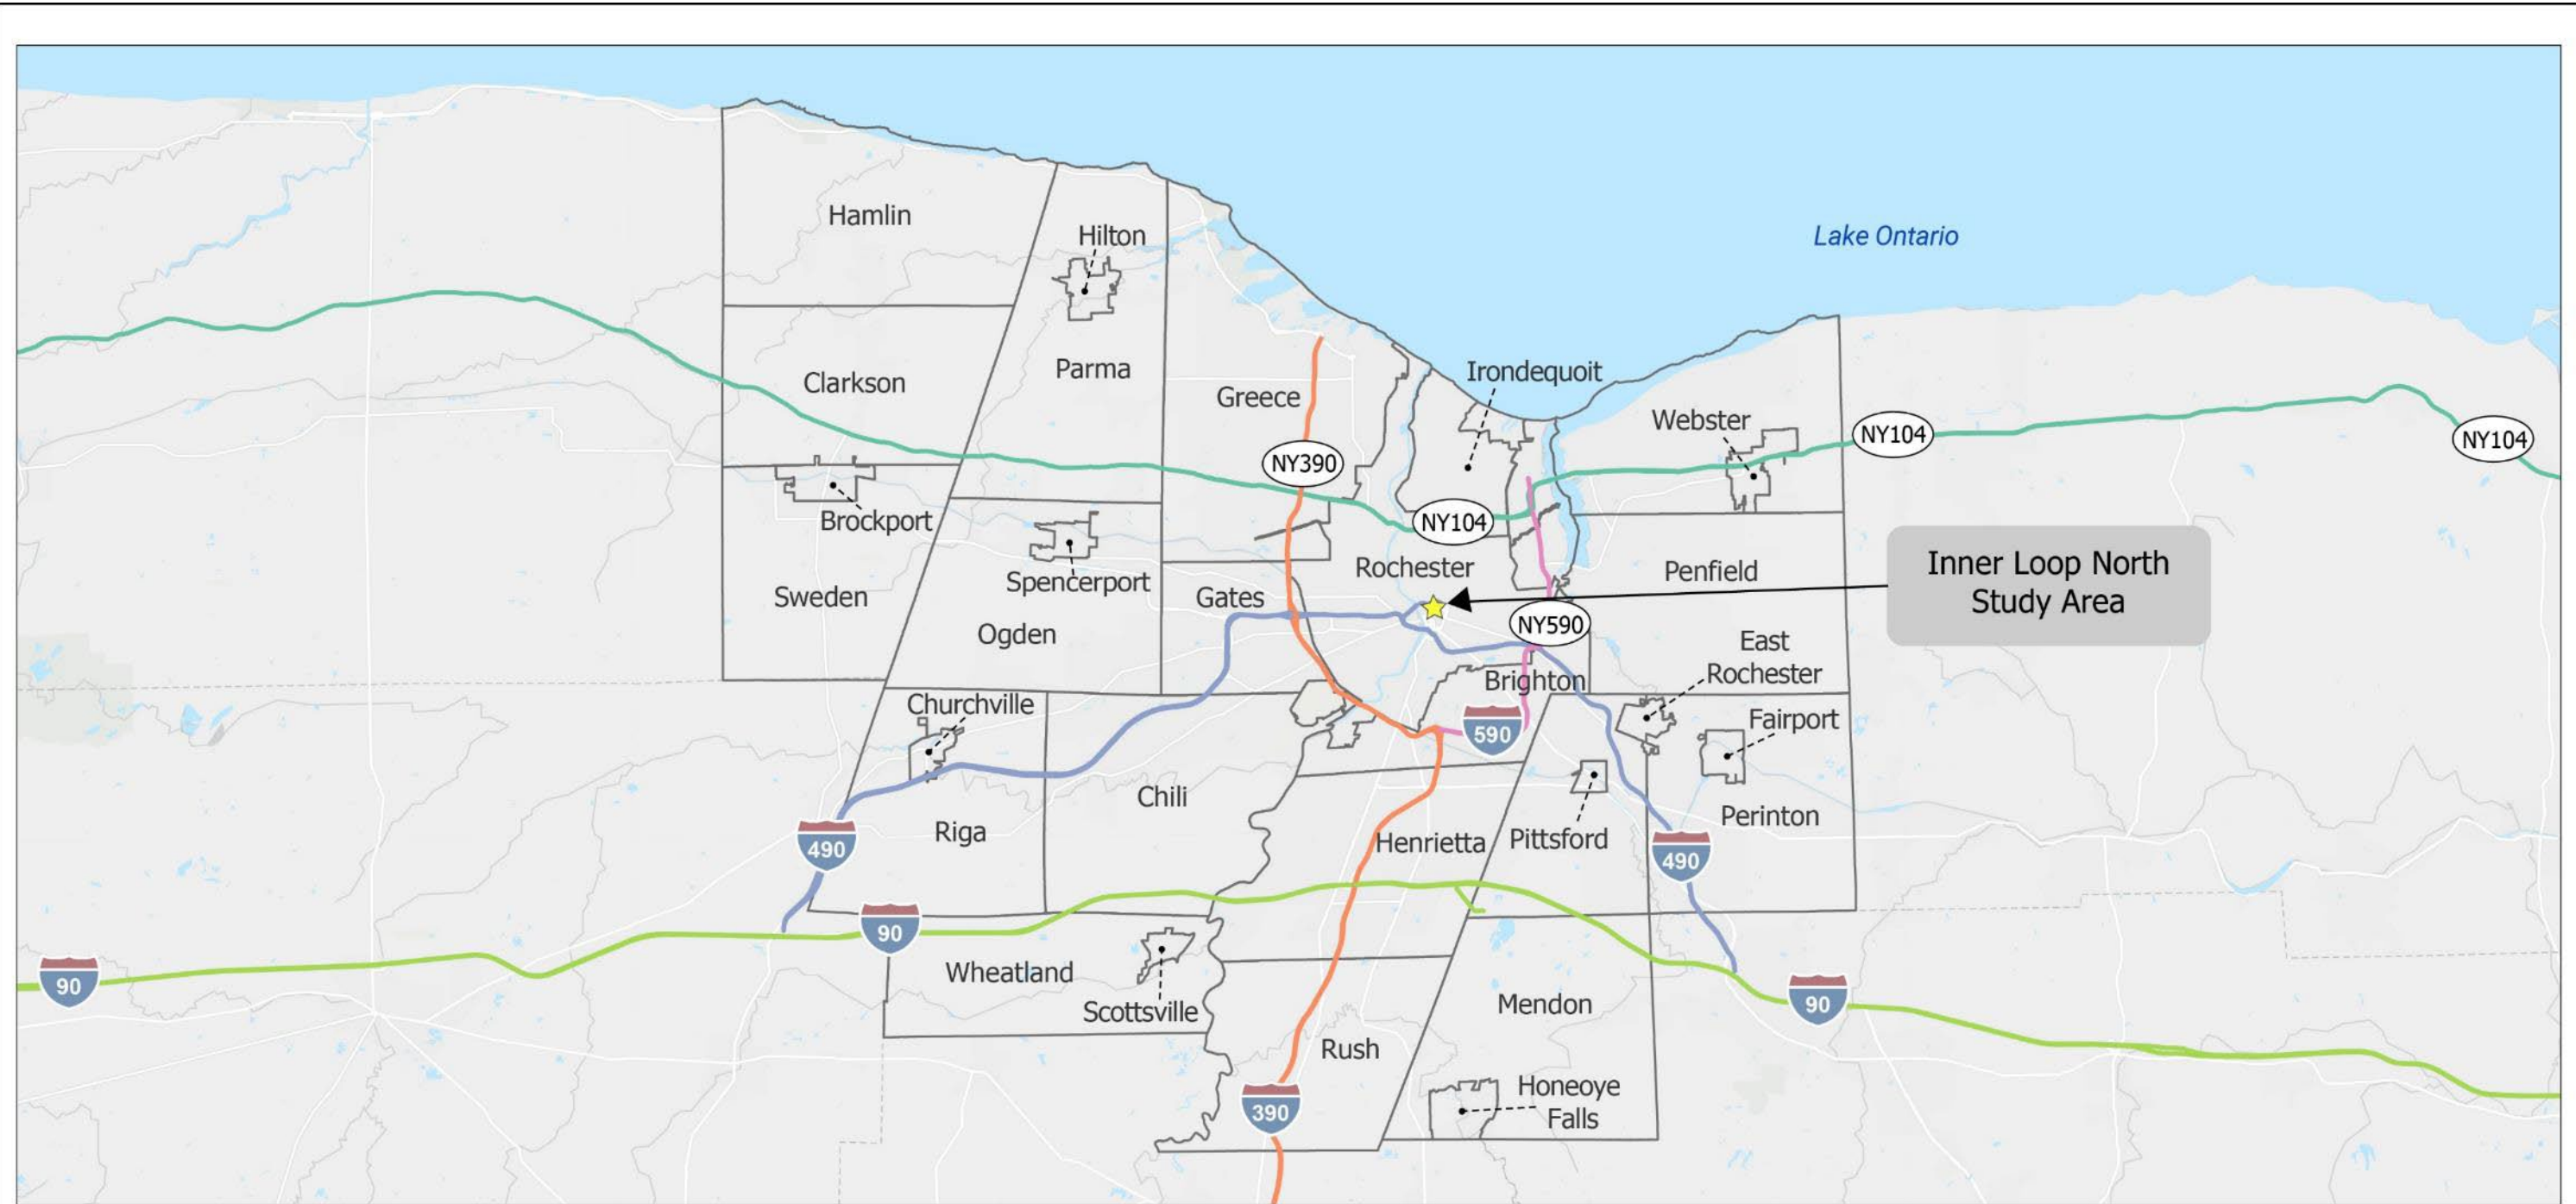 Hamlin
Hilton
Lake Ontario
Clarkson
Parma
Irondequoit
Greece
Webster
NY104
NY104
NY390
Brockport
NY104
Inner Loop North
Study Area
Rochester
Penfield
Spencerport
Sweden
Gates
NY590
Ogden
East
Rochester
Brighton
Churchville
Fairport
590
Chili
Perinton
Riga
Henrietta
Pittsford
490
490
90
Wheatland
90
Scottsville
Mendon
90
Rush
Honeoye
Falls
390